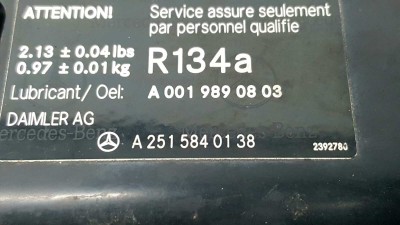 ATTENTION!
Service assure seulement
par personnel qualifie
2.13 ± 0.04 lbs
0.97 ± 0.01 kg
R134a
Lubricant/Oel: A 001 989 08 03
DAIMLER AG
A 251 584 01 38
2392780